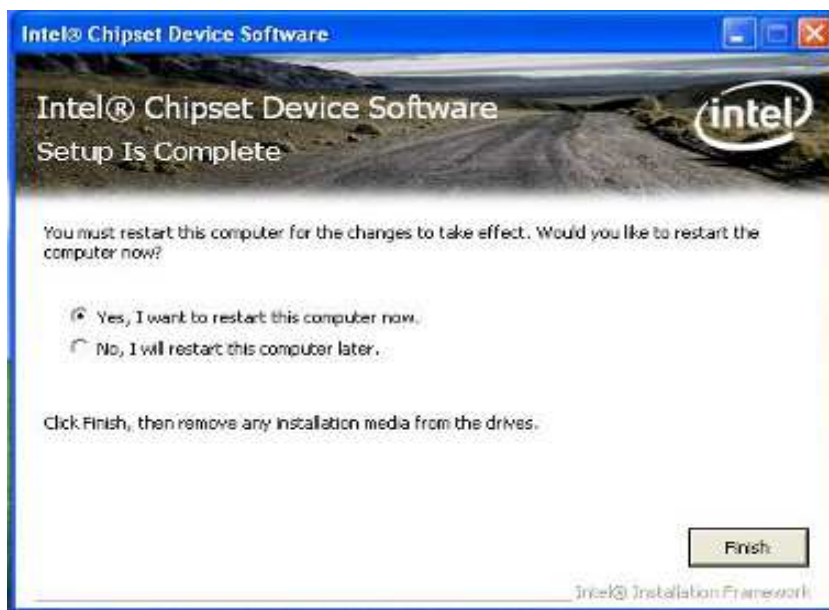 Intel® Chipset Device Software
Intel® Chipset Device Software
intel
Setup Is Complete
You must restart this computer for the changes to take effect. Would you like to restart the
computer now?
Yes, I want to restart this computer now.
No, I will restart this computer later.
Click Finish, then remove any installation media from the drives.
Finish
Intel® Installation Framework